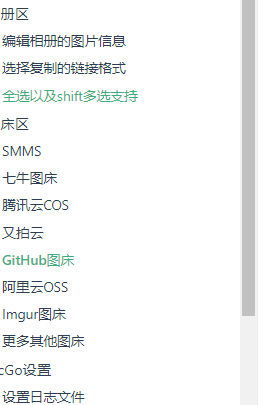 册区
编辑相册的图片信息
选择复制的链接格式
全选以及shift多选支持
床区
SMMS
七牛图床
腾讯云COS
又拍云
GitHub图床
阿里云OSS
Imgur图床
更多其他图床
cGo设置
设置日志文件